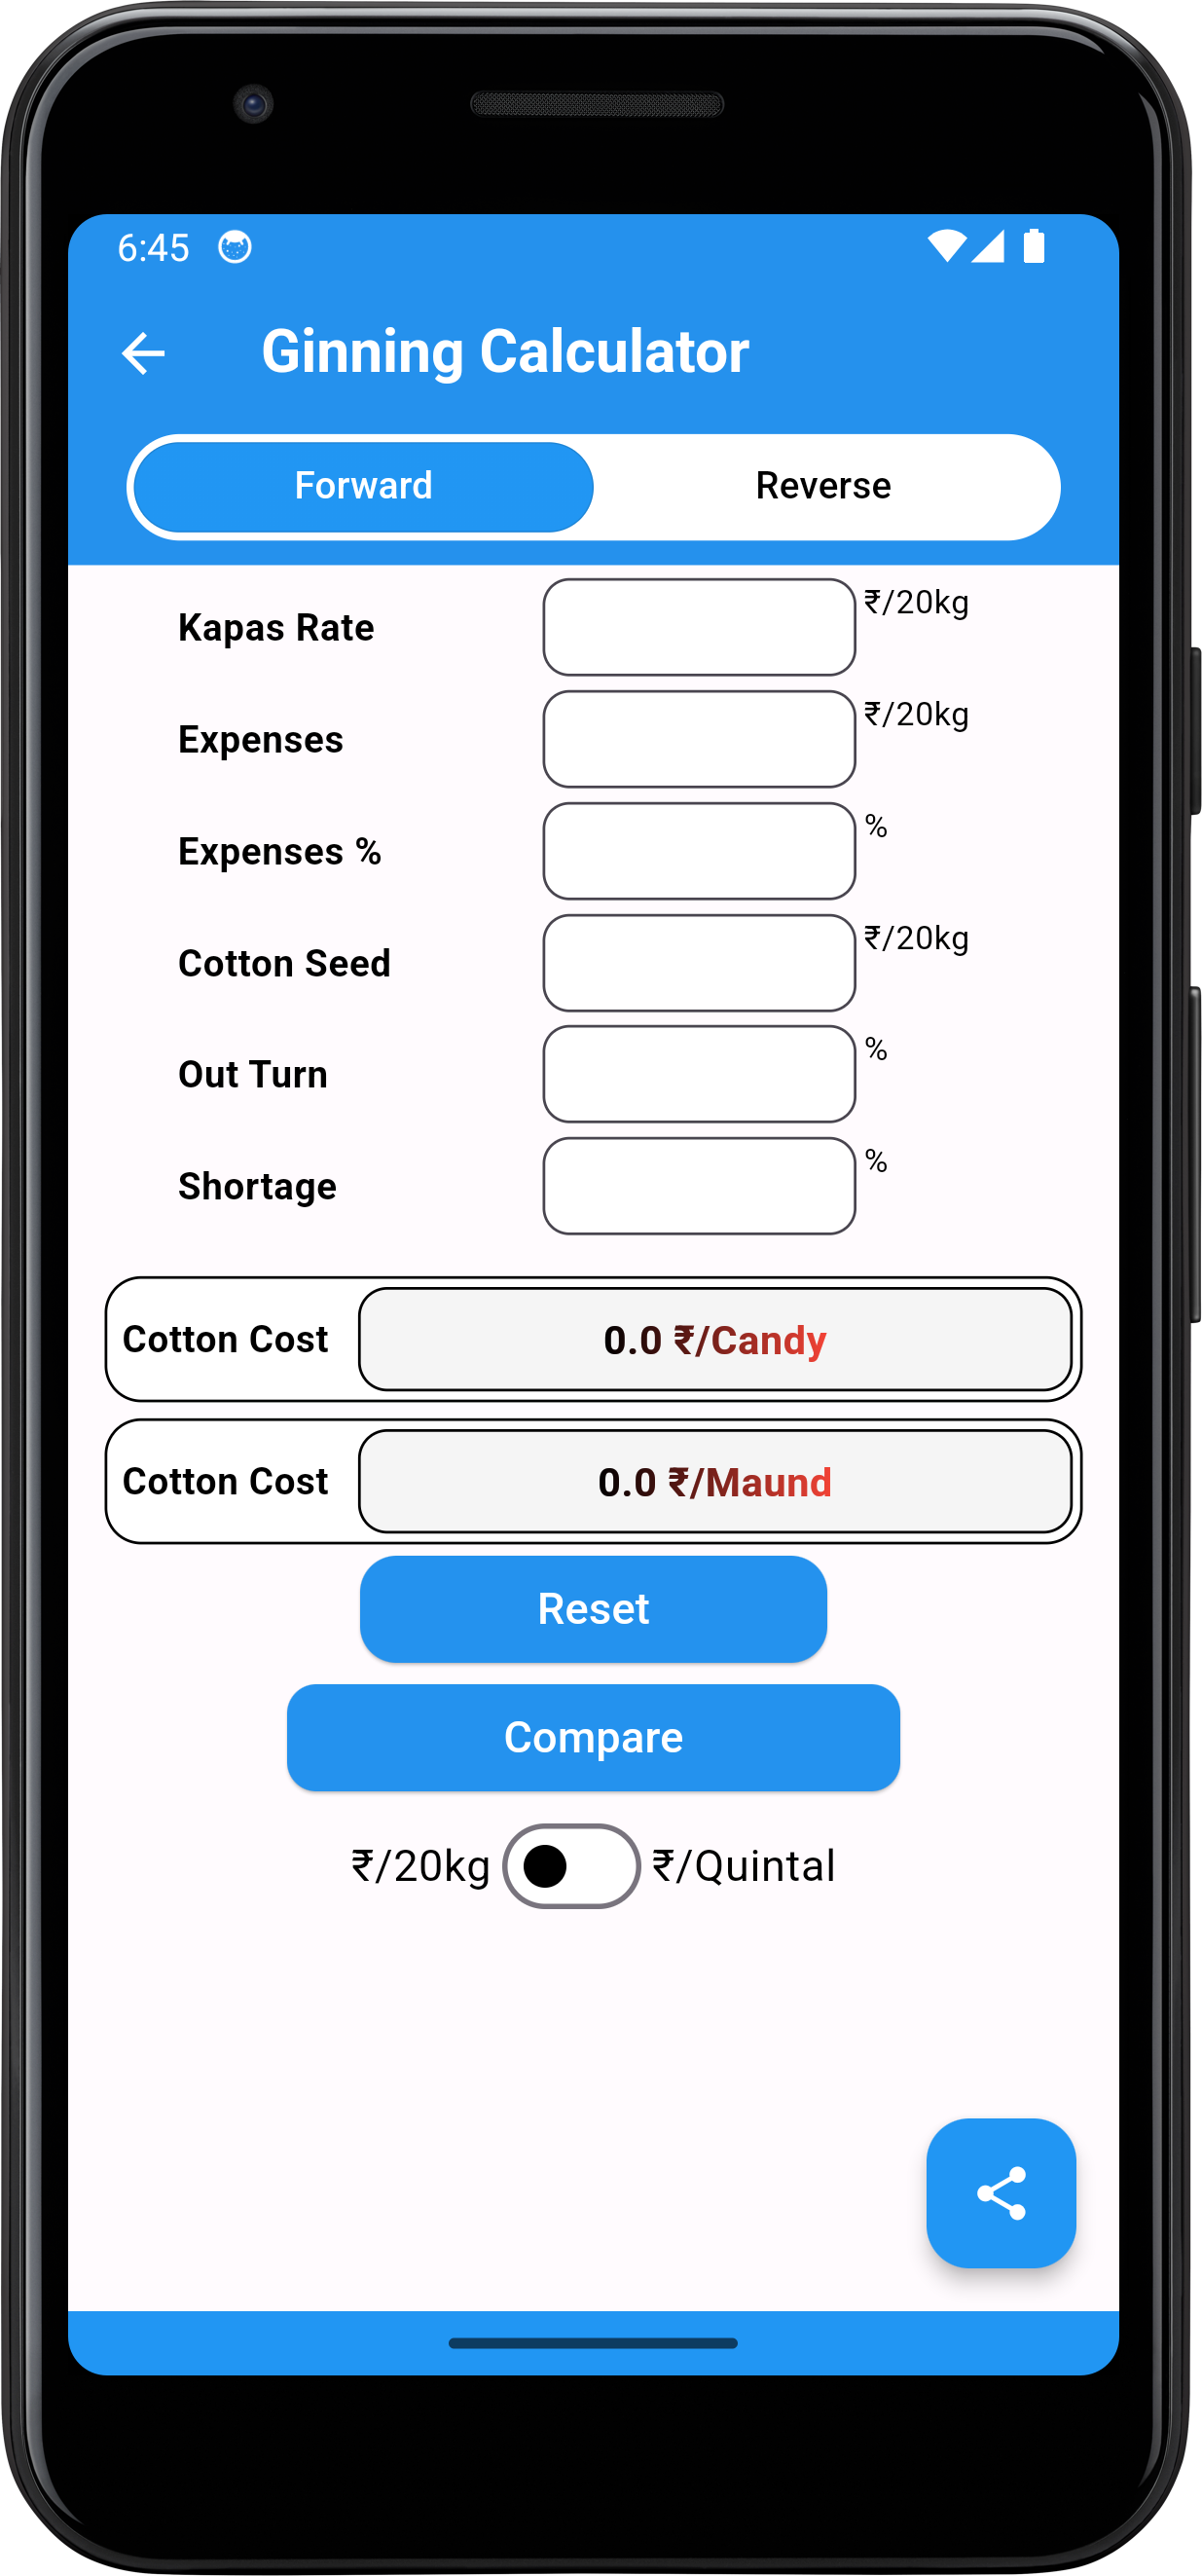 6:45
Ginning Calculator
Forward Reverse
Kapas Rate ₹/20kg
Expenses ₹/20kg
Expenses % %
Cotton Seed ₹/20kg
Out Turn %
Shortage %
Cotton Cost 0.0 ₹/Candy
Cotton Cost 0.0 ₹/Maund
Reset
Compare
₹/20kg ₹/Quintal